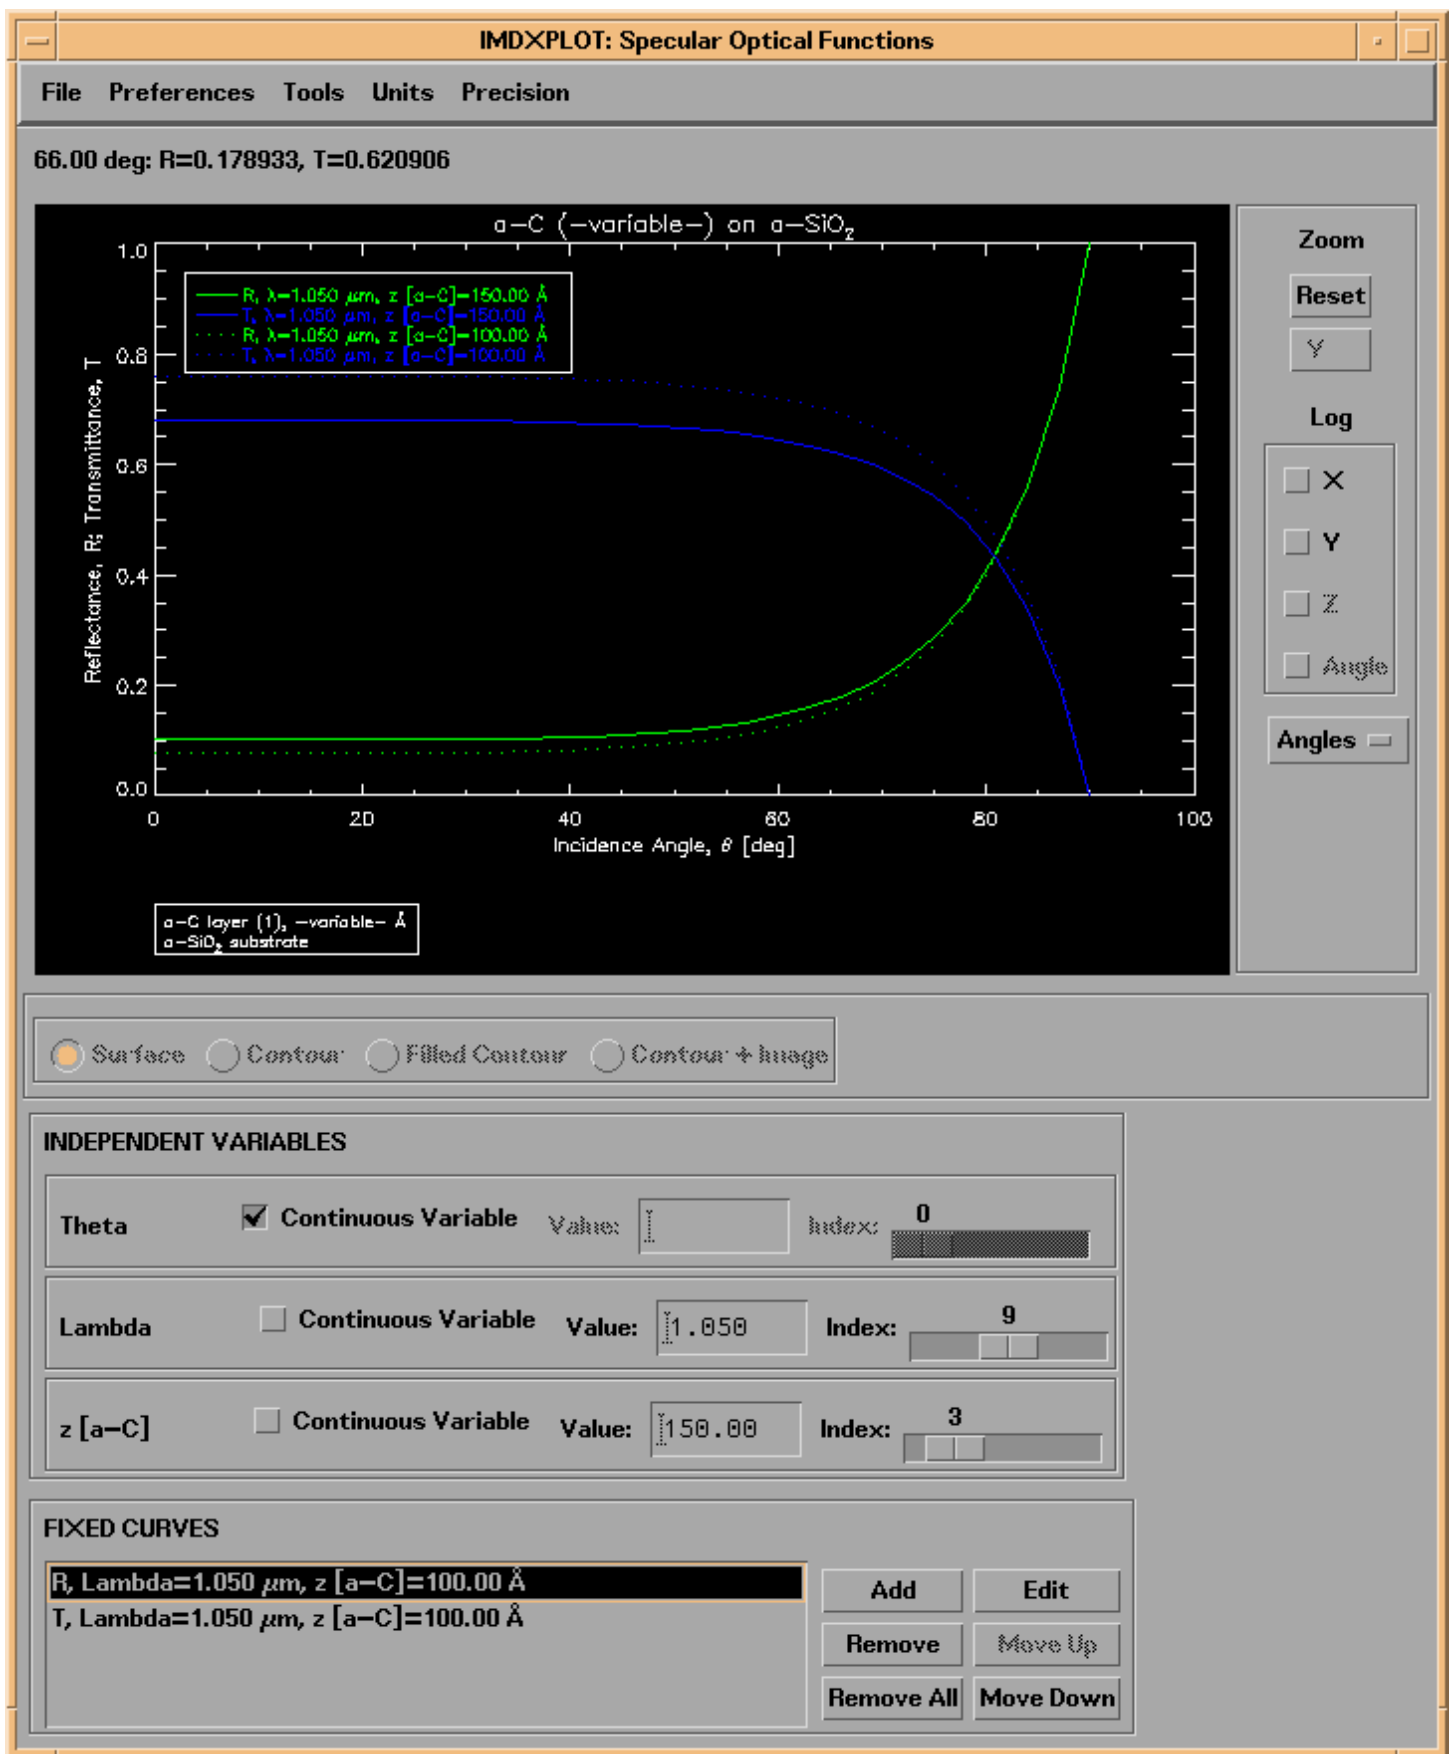 IMDXPLOT: Specular Optical Functions
File Preferences Tools Units Precision
66.00 deg: R=0.178933, T=0.620906
a-C (-variable-) on a-SiO₂
R, λ=1.050 μm, z [a-C]=150.00 Å
T, λ=1.050 μm, z [a-C]=150.00 Å
R, λ=1.050 μm, z [a-C]=100.00 Å
T, λ=1.050 μm, z [a-C]=100.00 Å
Reflectance, R; Transmittance, T
1.0
0.8
0.6
0.4
0.2
0.0
0 20 40 60 80 100
Incidence Angle, θ [deg]
a-C layer (1), -variable- Å
a-SiO₂ substrate
Zoom
Reset
Y
Log
X
Y
Z
Angle
Angles
Surface Contour Filled Contour Contour + Image
INDEPENDENT VARIABLES
Theta Continuous Variable Value: Index: 0
Lambda Continuous Variable Value: 1.050 Index: 9
z [a-C] Continuous Variable Value: 150.00 Index: 3
FIXED CURVES
R, Lambda=1.050 μm, z [a-C]=100.00 Å
T, Lambda=1.050 μm, z [a-C]=100.00 Å
Add Edit
Remove Move Up
Remove All Move Down